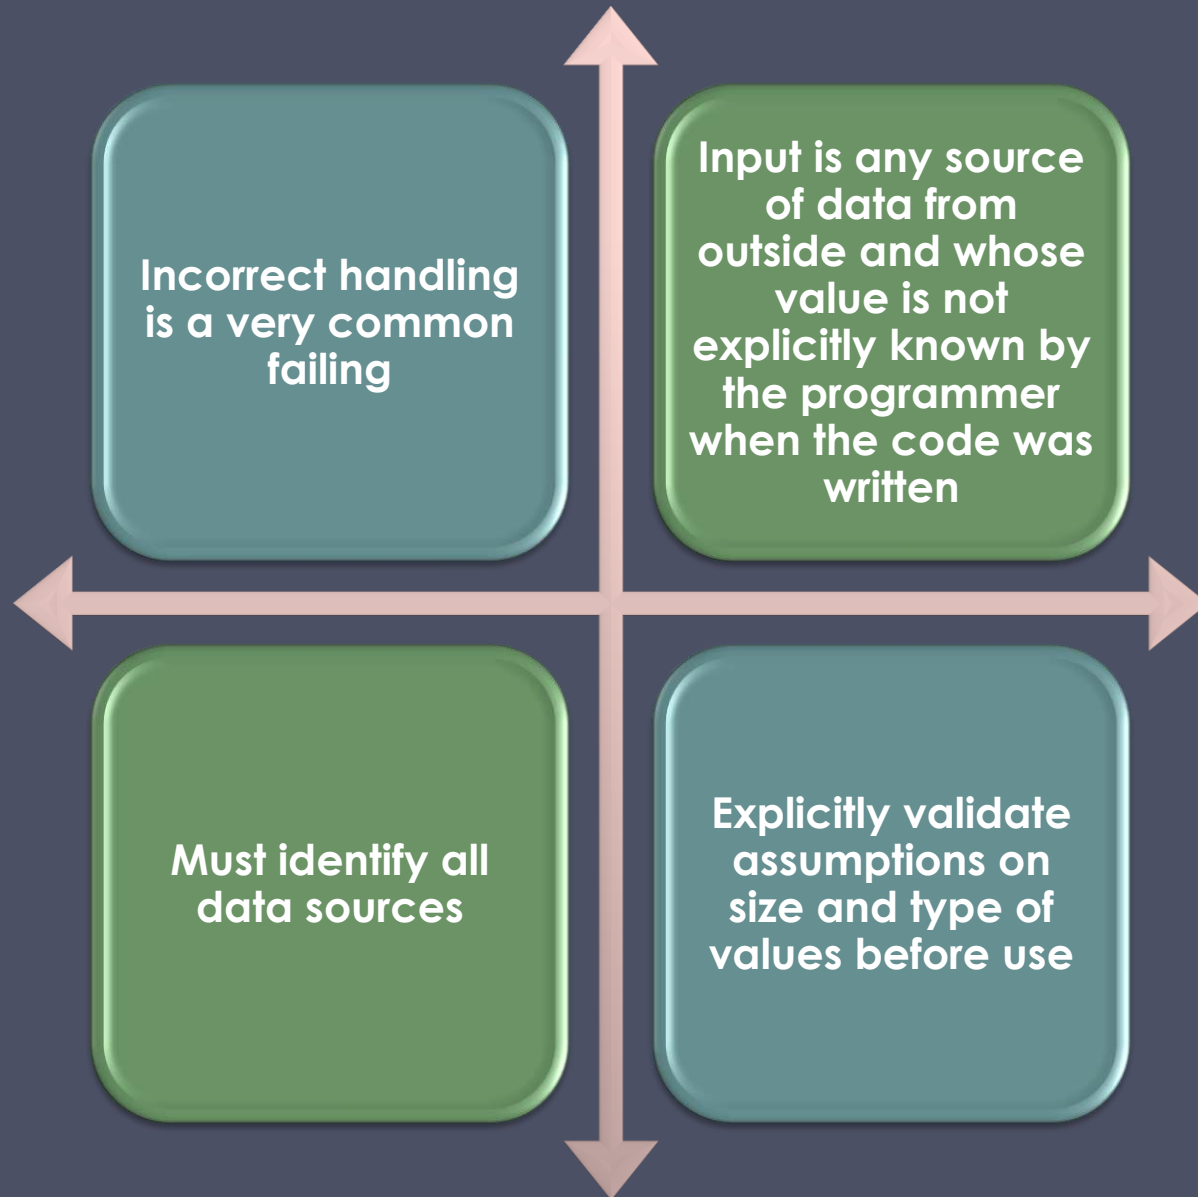 Incorrect handling
is a very common
failing
Input is any source
of data from
outside and whose
value is not
explicitly known by
the programmer
when the code was
written
Must identify all
data sources
Explicitly validate
assumptions on
size and type of
values before use